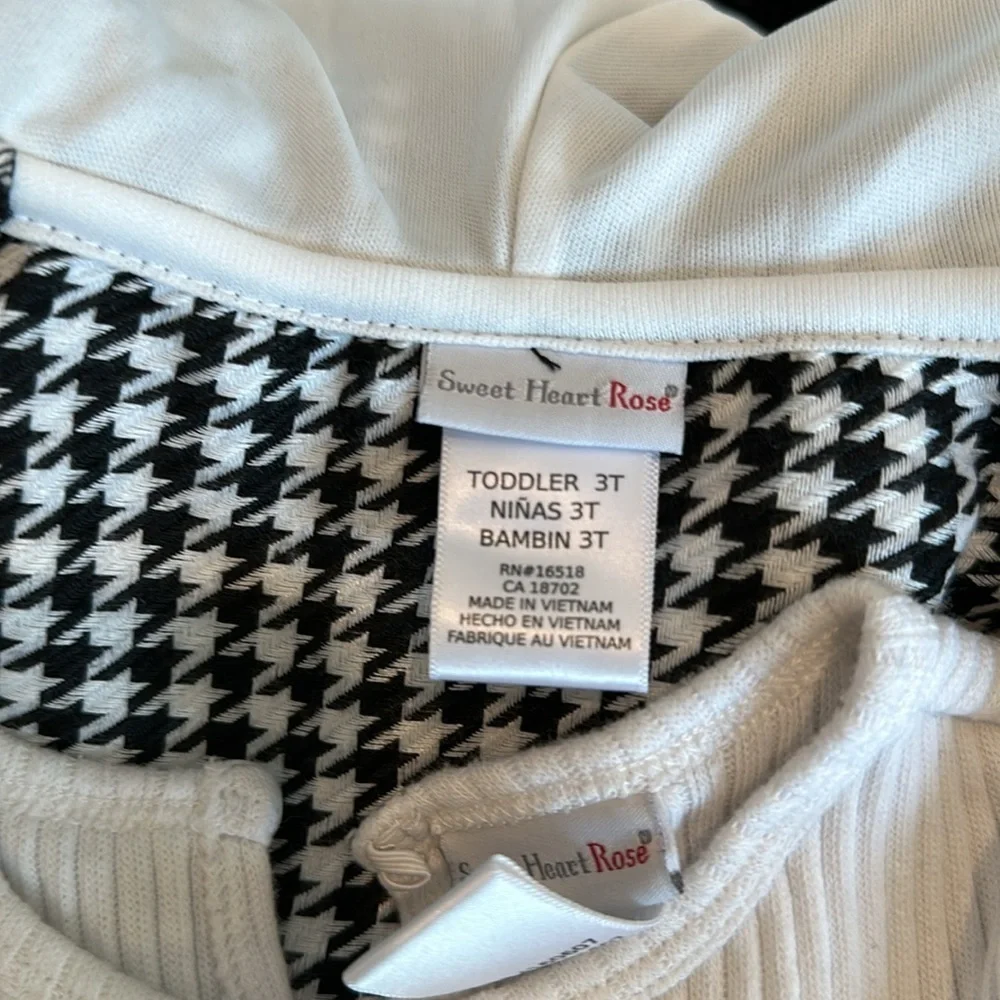 Sweet Heart Rose®
TODDLER 3T
NIÑAS 3T
BAMBIN 3T
RN#16518
CA 18702
MADE IN VIETNAM
HECHO EN VIETNAM
FABRIQUE AU VIETNAM
Heart Rose